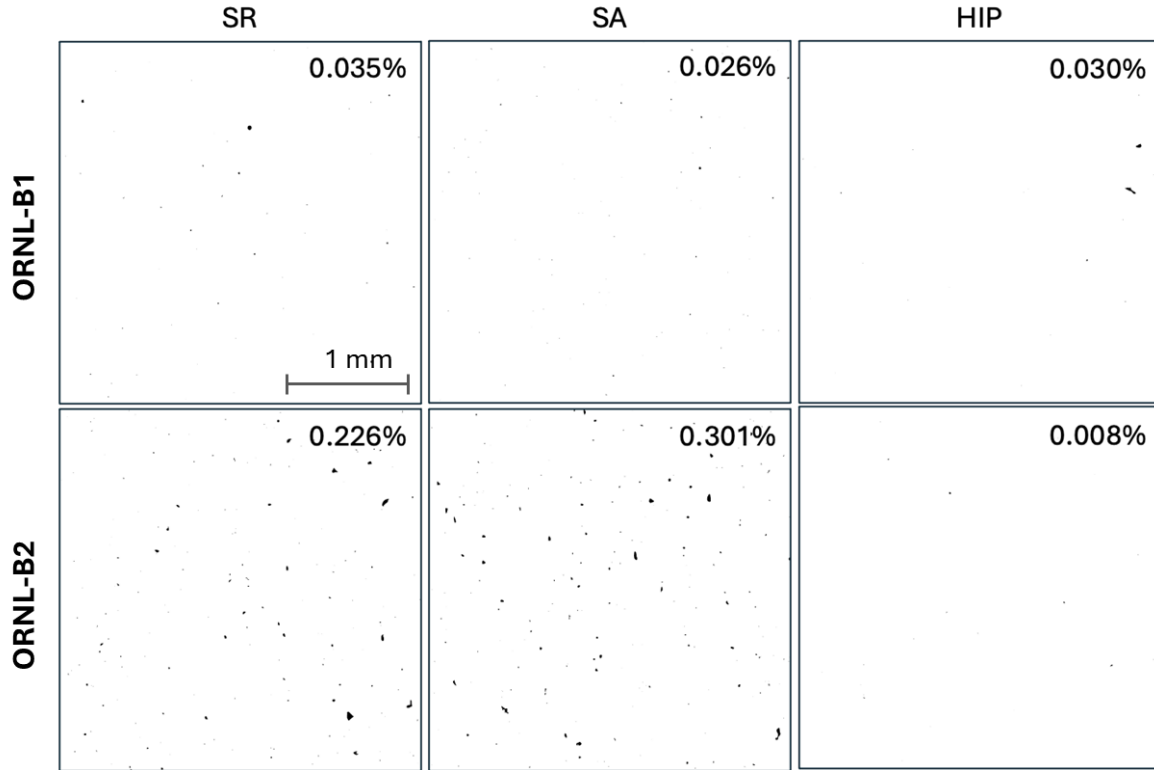 SR
SA
HIP
ORNL-B1
0.035%
0.026%
0.030%
1 mm
ORNL-B2
0.226%
0.301%
0.008%